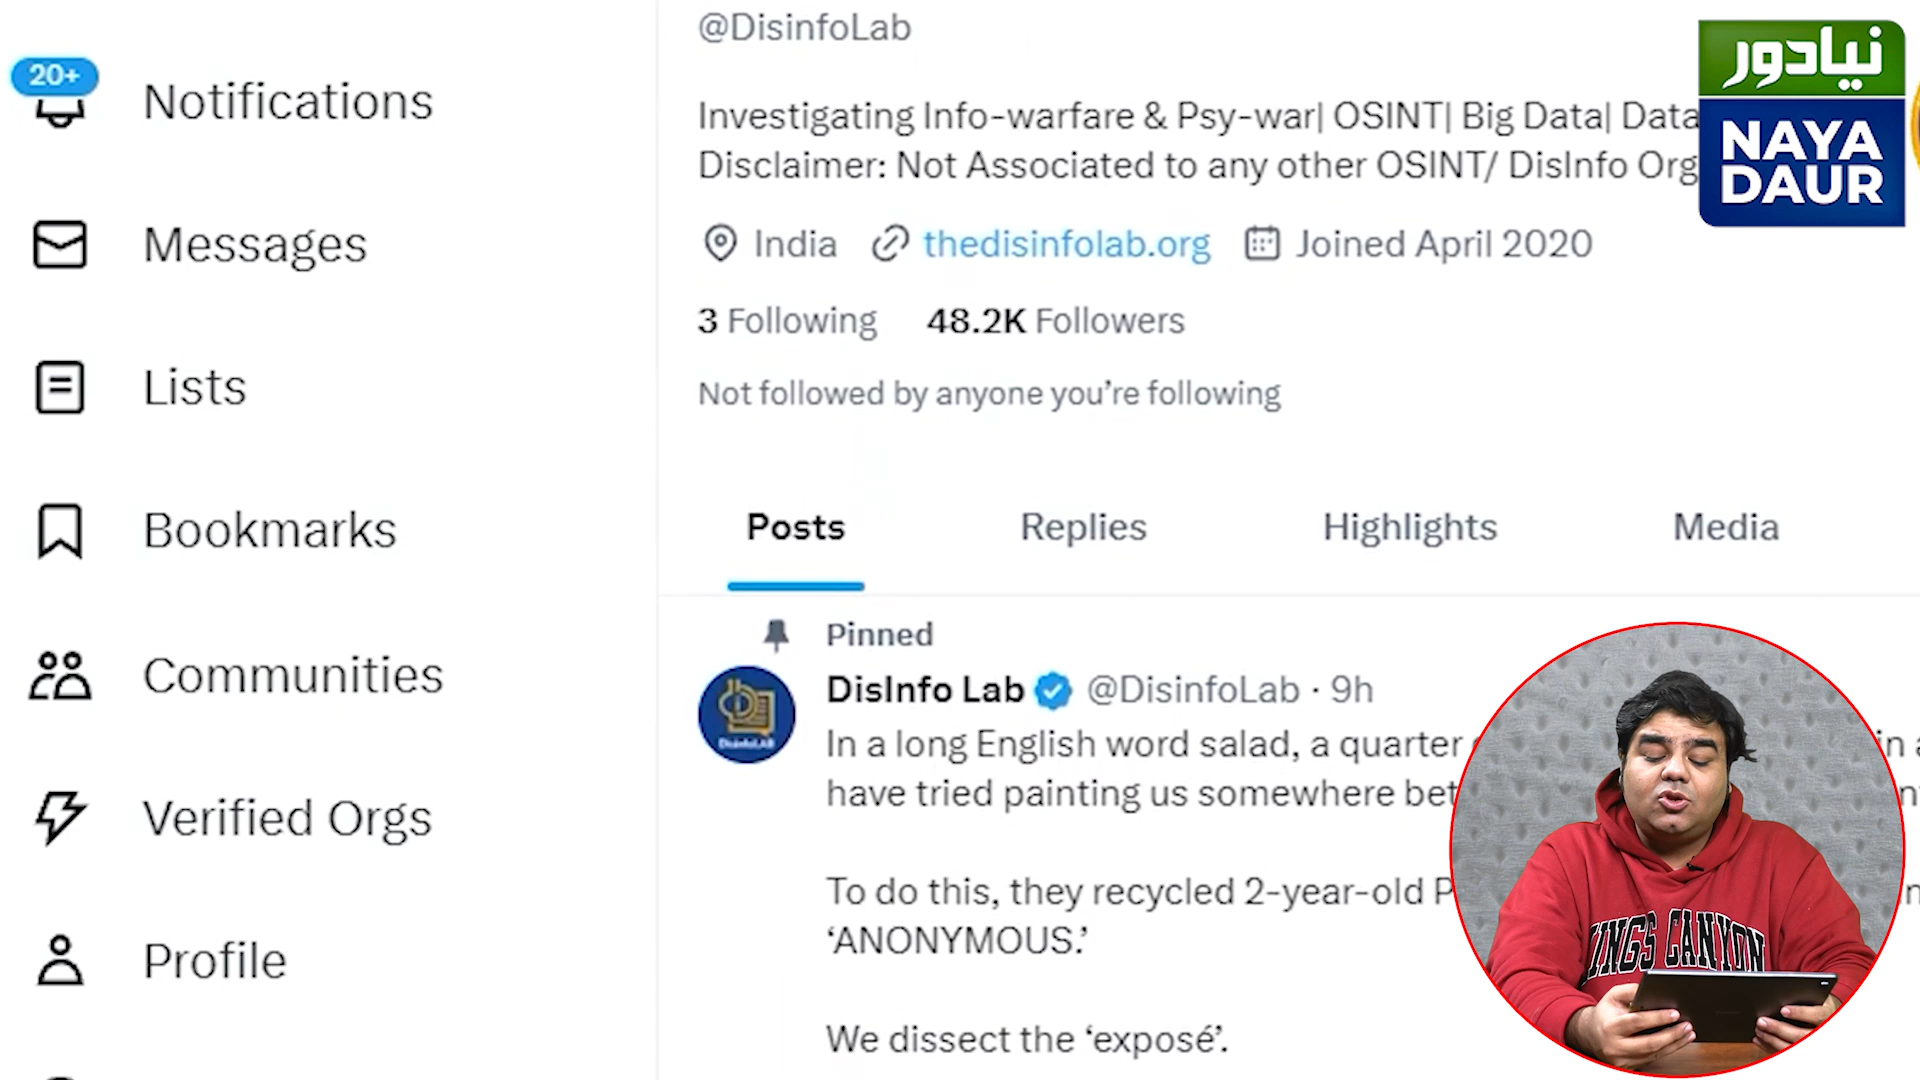 @DisinfoLab
نیادور
NAYA
DAUR
20+
Notifications
Investigating Info-warfare & Psy-war| OSINT| Big Data| Data
Disclaimer: Not Associated to any other OSINT/ DisInfo Org
Messages
India thedisinfolab.org Joined April 2020
3 Following 48.2K Followers
Lists
Not followed by anyone you're following
Bookmarks
Posts Replies Highlights Media
Pinned
Communities
DisInfo Lab @DisinfoLab · 9h
DisinfoLAB
In a long English word salad, a quarter
have tried painting us somewhere
Verified Orgs
To do this, they recycled 2-year-old
'ANONYMOUS.'
KINGS CANYON
Profile
We dissect the 'exposé'.